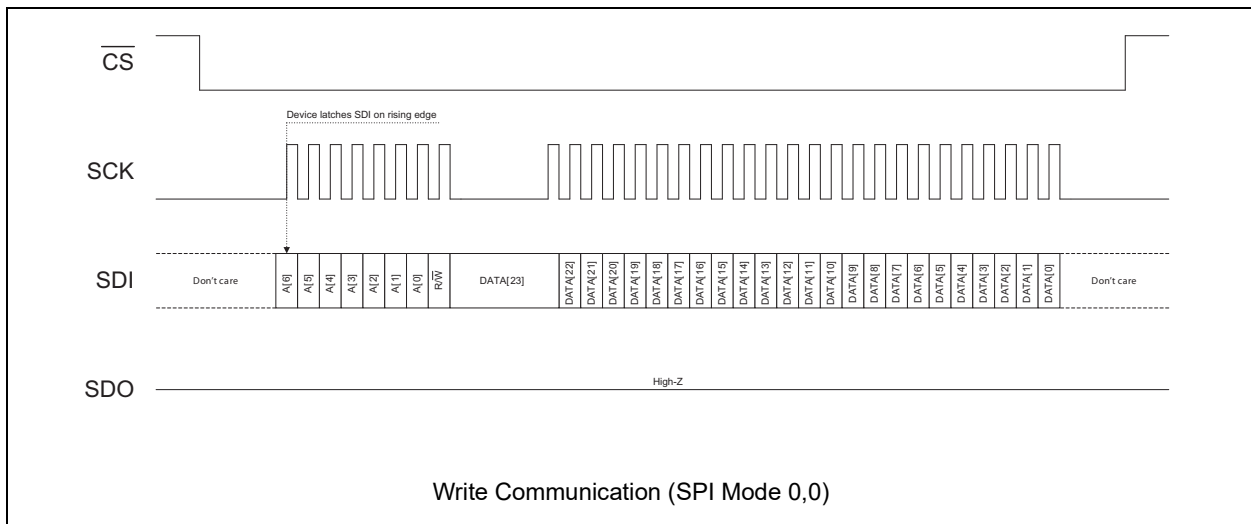 CS
Device latches SDI on rising edge
SCK
SDI
Don't care
A[6]
A[5]
A[4]
A[3]
A[2]
A[1]
A[0]
R/W
DATA[23]
DATA[22]
DATA[21]
DATA[20]
DATA[19]
DATA[18]
DATA[17]
DATA[16]
DATA[15]
DATA[14]
DATA[13]
DATA[12]
DATA[11]
DATA[10]
DATA[9]
DATA[8]
DATA[7]
DATA[6]
DATA[5]
DATA[4]
DATA[3]
DATA[2]
DATA[1]
DATA[0]
Don't care
SDO
High-Z
Write Communication (SPI Mode 0,0)